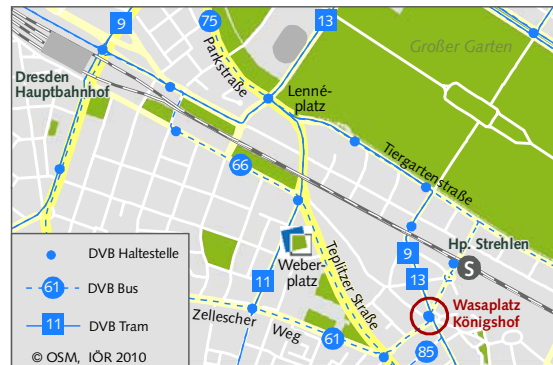 9
75
13
Parkstraße
Großer Garten
Dresden
Hauptbahnhof
Lenné-
platz
Tiergartenstraße
66
9
Hp. Strehlen
S
DVB Haltestelle
Weber-
platz
Teplitzer Straße
13
61
DVB Bus
11
Wasaplatz
Königshof
11
DVB Tram
Zellescher
Weg
61
85
© OSM, IÖR 2010